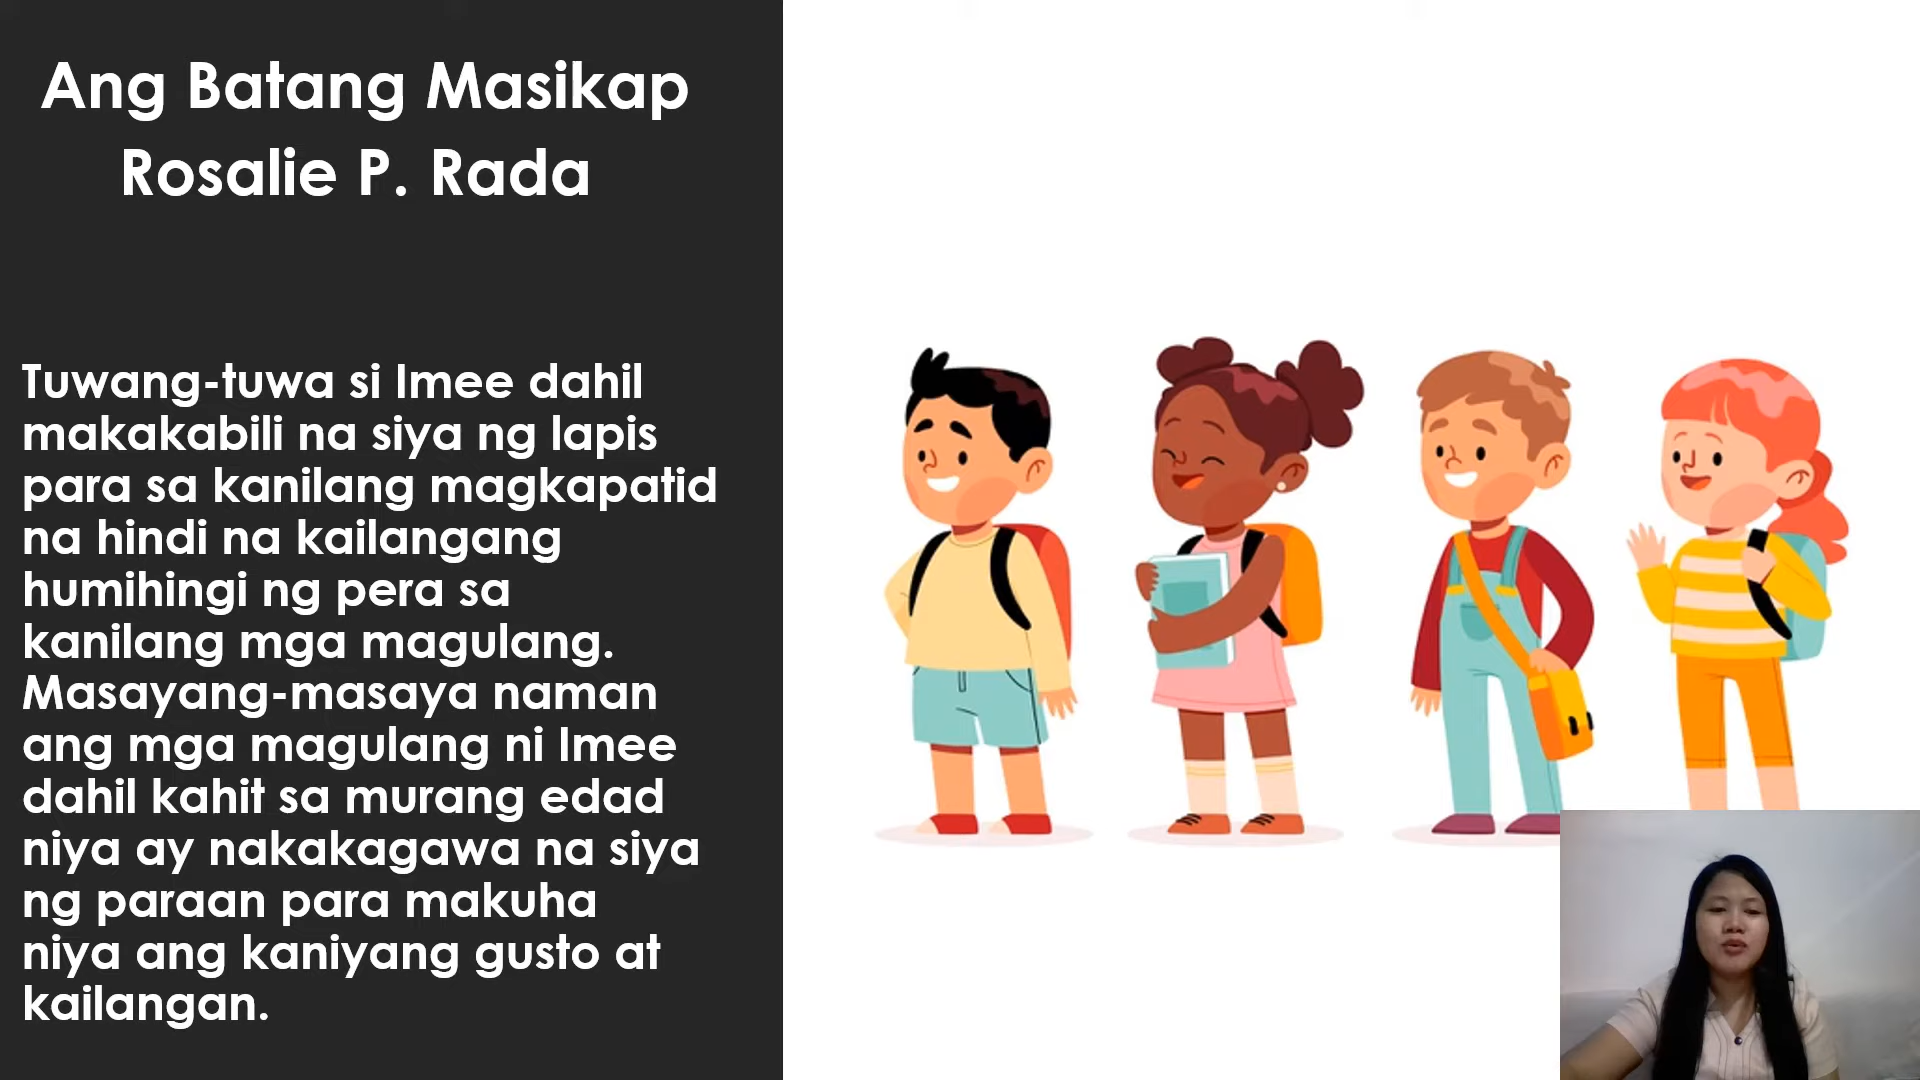 Ang Batang Masikap
Rosalie P. Rada
Tuwang-tuwa si Imee dahil
makakabili na siya ng lapis
para sa kanilang magkapatid
na hindi na kailangang
humihingi ng pera sa
kanilang mga magulang.
Masayang-masaya naman
ang mga magulang ni Imee
dahil kahit sa murang edad
niya ay nakakagawa na siya
ng paraan para makuha
niya ang kaniyang gusto at
kailangan.